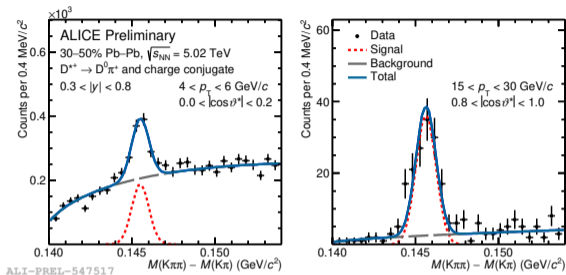 ×10³
ALICE Preliminary
30–50% Pb–Pb, √sNN = 5.02 TeV
D*⁺ → D⁰π⁺ and charge conjugate
0.3 < |y| < 0.8
4 < pT < 6 GeV/c
0.0 < |cosϑ*| < 0.2
Counts per 0.4 MeV/c²
0.6
0.4
0.2
0.140 0.145 0.150
M(Kππ) − M(Kπ) (GeV/c²)
Data
Signal
Background
Total
15 < pT < 30 GeV/c
0.8 < |cosϑ*| < 1.0
Counts per 0.4 MeV/c²
60
40
20
0.140 0.145 0.150
M(Kππ) − M(Kπ) (GeV/c²)
ALI-PREL-547517